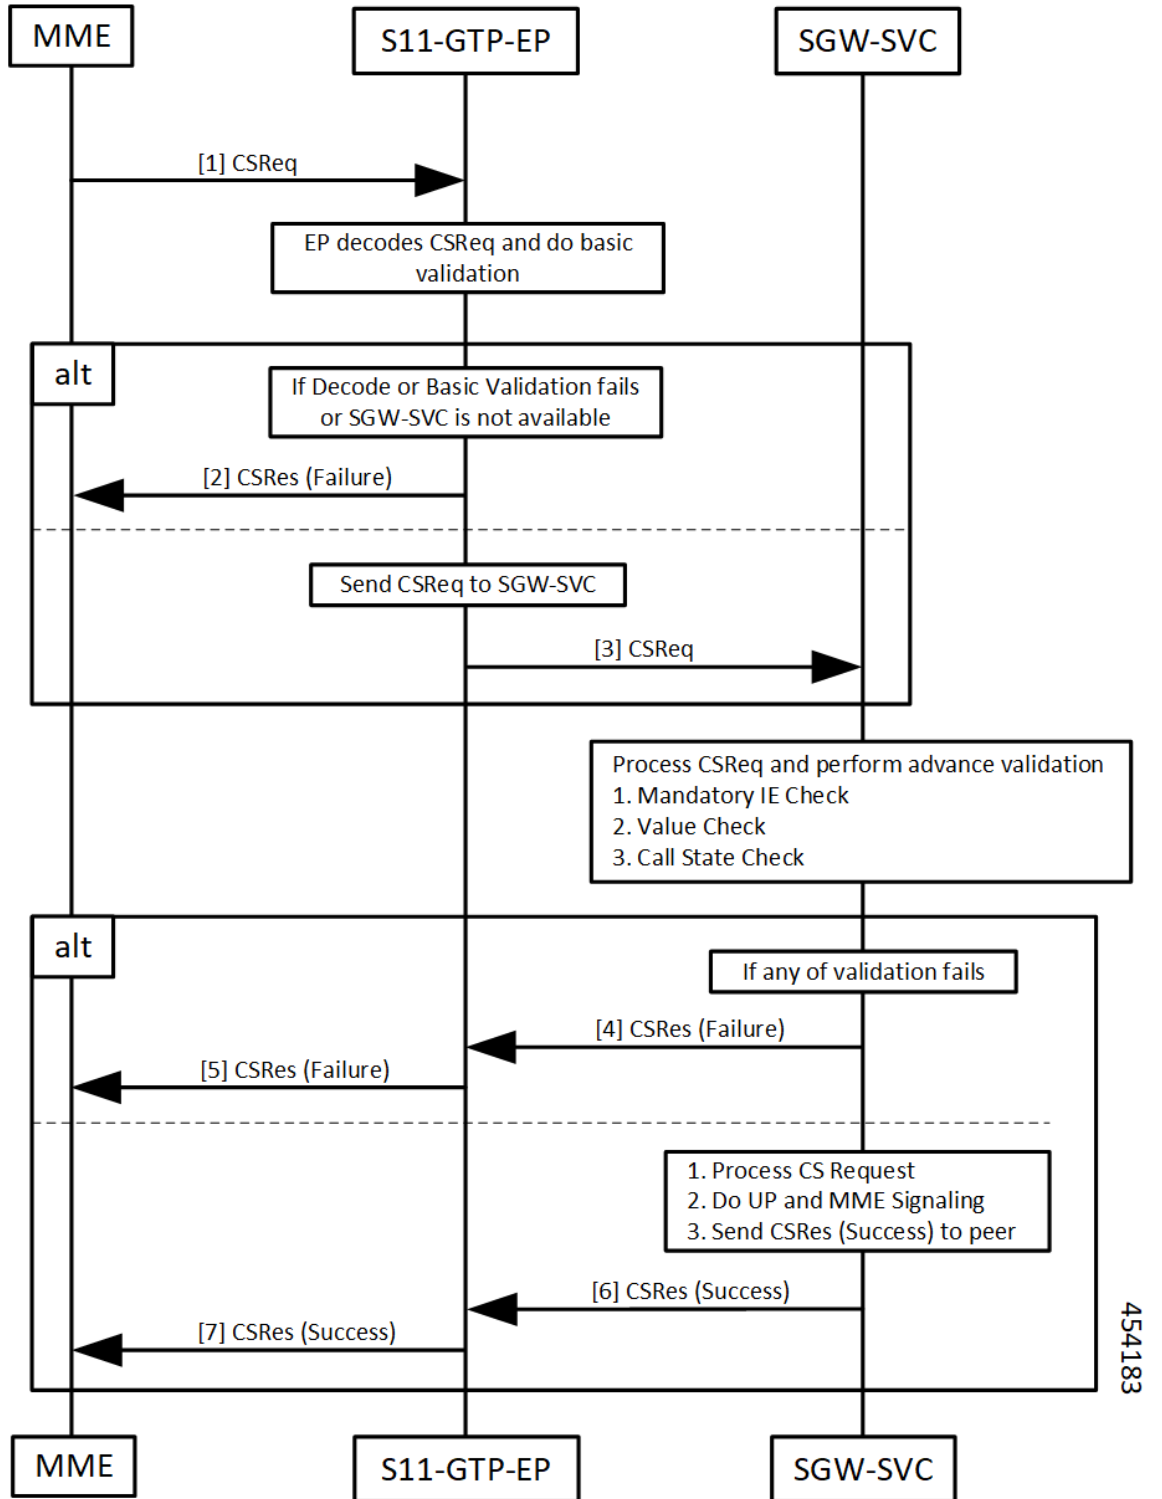 MME
S11-GTP-EP
SGW-SVC
[1] CSReq
EP decodes CSReq and do basic
validation
alt
If Decode or Basic Validation fails
or SGW-SVC is not available
[2] CSRes (Failure)
Send CSReq to SGW-SVC
[3] CSReq
Process CSReq and perform advance validation
1. Mandatory IE Check
2. Value Check
3. Call State Check
alt
If any of validation fails
[4] CSRes (Failure)
[5] CSRes (Failure)
1. Process CS Request
2. Do UP and MME Signaling
3. Send CSRes (Success) to peer
[6] CSRes (Success)
[7] CSRes (Success)
454183
MME
S11-GTP-EP
SGW-SVC